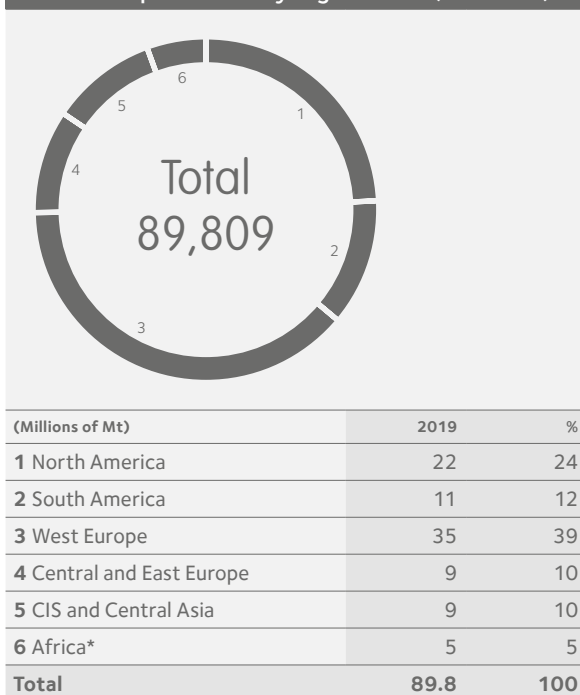 6
5
1
4
Total
89,809
2
3
(Millions of Mt) 2019 %
1 North America 22 24
2 South America 11 12
3 West Europe 35 39
4 Central and East Europe 9 10
5 CIS and Central Asia 9 10
6 Africa* 5 5
Total 89.8 100